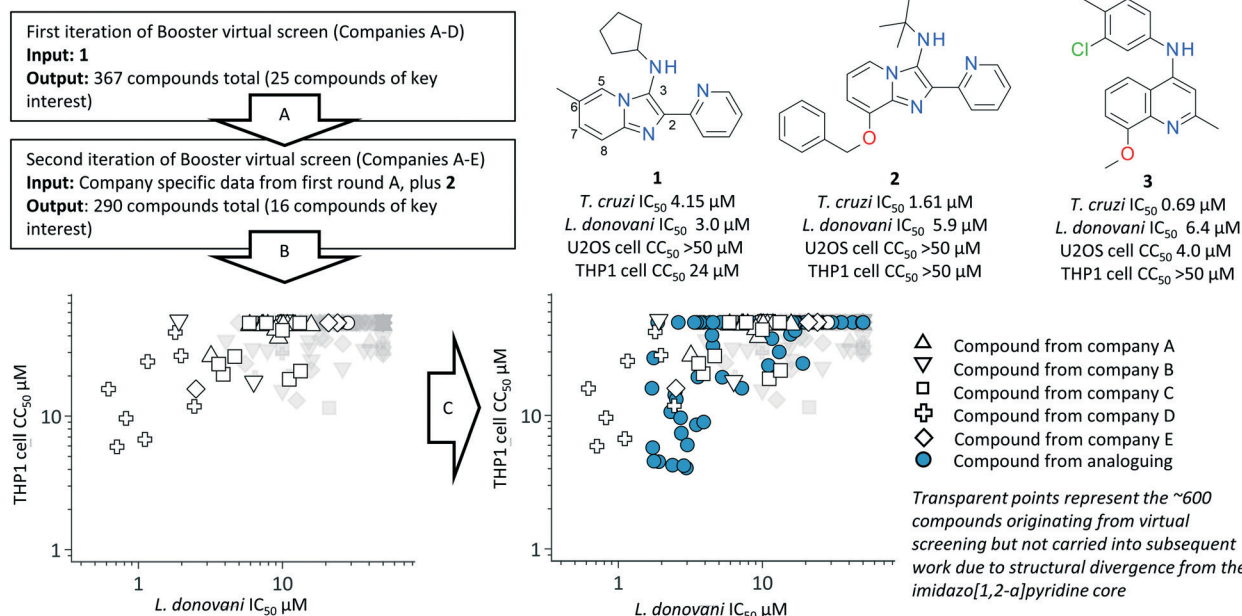 First iteration of Booster virtual screen (Companies A-D)
Input: 1
Output: 367 compounds total (25 compounds of key
interest)
A
Second iteration of Booster virtual screen (Companies A-E)
Input: Company specific data from first round A, plus 2
Output: 290 compounds total (16 compounds of key
interest)
B
NH
5
N
3
N
6
7
8
N
2
1
T. cruzi IC50 4.15 µM
L. donovani IC50 3.0 µM
U2OS cell CC50 >50 µM
THP1 cell CC50 24 µM
NH
N
N
N
O
2
T. cruzi IC50 1.61 µM
L. donovani IC50 5.9 µM
U2OS cell CC50 >50 µM
THP1 cell CC50 >50 µM
Cl
NH
N
O
3
T. cruzi IC50 0.69 µM
L. donovani IC50 6.4 µM
U2OS cell CC50 4.0 µM
THP1 cell CC50 >50 µM
THP1 cell CC50 µM
10
1
1
10
L. donovani IC50 µM
C
THP1 cell CC50 µM
10
1
1
10
L. donovani IC50 µM
Compound from company A
Compound from company B
Compound from company C
Compound from company D
Compound from company E
Compound from analoguing
Transparent points represent the ~600
compounds originating from virtual
screening but not carried into subsequent
work due to structural divergence from the
imidazo[1,2-a]pyridine core